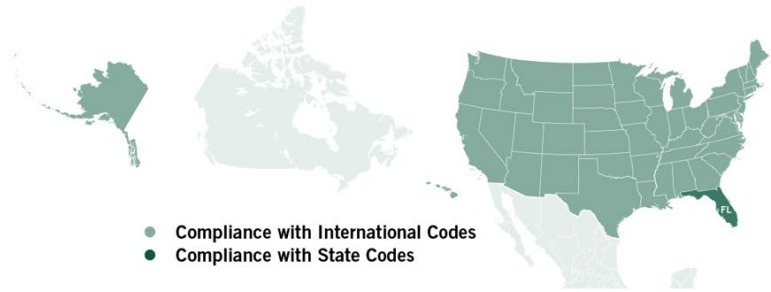 FL
Compliance with International Codes
Compliance with State Codes